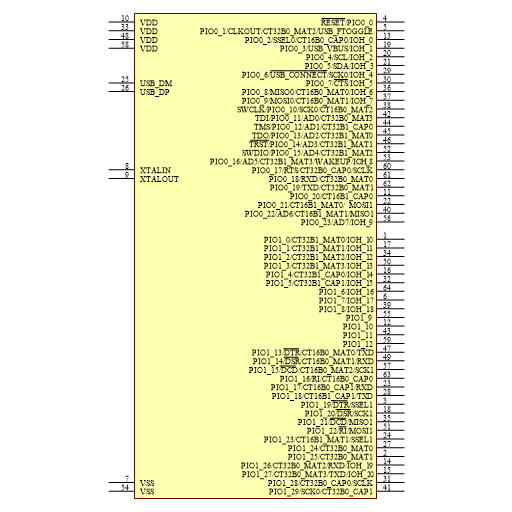 10 VDD RESET/PIO0_0 4
33 VDD PIO0_1/CLKOUT/CT32B0_MAT2/USB_FTOGGLE 5
48 VDD PIO0_2/SSEL0/CT16B0_CAP0/IOH_0 13
58 VDD PIO0_3/USB_VBUS/IOH_1 19
PIO0_4/SCL/IOH_2 20
PIO0_5/SDA/IOH_3 21
PIO0_6/USB_CONNECT/SCK0/IOH_4 29
25 USB_DM PIO0_7/CTS/IOH_5 30
26 USB_DP PIO0_8/MISO0/CT16B0_MAT0/IOH_6 36
PIO0_9/MOSI0/CT16B0_MAT1/IOH_7 37
SWCLK/PIO0_10/SCK0/CT16B0_MAT2 38
TDI/PIO0_11/AD0/CT32B0_MAT3 42
TMS/PIO0_12/AD1/CT32B1_CAP0 44
TDO/PIO0_13/AD2/CT32B1_MAT0 45
TRST/PIO0_14/AD3/CT32B1_MAT1 46
SWDIO/PIO0_15/AD4/CT32B1_MAT2 52
PIO0_16/AD5/CT32B1_MAT3/WAKEUP/IOH_8 53
8 XTALIN PIO0_17/RTS/CT32B0_CAP0/SCLK 60
9 XTALOUT PIO0_18/RXD/CT32B0_MAT0 61
PIO0_19/TXD/CT32B0_MAT1 62
PIO0_20/CT16B1_CAP0 11
PIO0_21/CT16B1_MAT0/ MOSI1 22
PIO0_22/AD6/CT16B1_MAT1/MISO1 40
PIO0_23/AD7/IOH_9 56
PIO1_0/CT32B1_MAT0/IOH_10 1
PIO1_1/CT32B1_MAT1/IOH_11 17
PIO1_2/CT32B1_MAT2/IOH_12 34
PIO1_3/CT32B1_MAT3/IOH_13 50
PIO1_4/CT32B1_CAP0/IOH_14 16
PIO1_5/CT32B1_CAP1/IOH_15 32
PIO1_6/IOH_16 64
PIO1_7/IOH_17 6
PIO1_8/IOH_18 39
PIO1_9 55
PIO1_10 12
PIO1_11 43
PIO1_12 59
PIO1_13/DTR/CT16B0_MAT0/TXD 47
PIO1_14/DSR/CT16B0_MAT1/RXD 49
PIO1_15/DCD/CT16B0_MAT2/SCK1 57
PIO1_16/RI/CT16B0_CAP0 63
PIO1_17/CT16B0_CAP1/RXD 23
PIO1_18/CT16B1_CAP1/TXD 28
PIO1_19/DTR/SSEL1 3
PIO1_20/DSR/SCK1 18
PIO1_21/DCD/MISO1 35
PIO1_22/RI/MOSI1 51
PIO1_23/CT16B1_MAT1/SSEL1 24
PIO1_24/CT32B0_MAT0 27
PIO1_25/CT32B0_MAT1 2
PIO1_26/CT32B0_MAT2/RXD/IOH_19 14
PIO1_27/CT32B0_MAT3/TXD/IOH_20 15
7 VSS PIO1_28/CT32B0_CAP0/SCLK 31
54 VSS PIO1_29/SCK0/CT32B0_CAP1 41